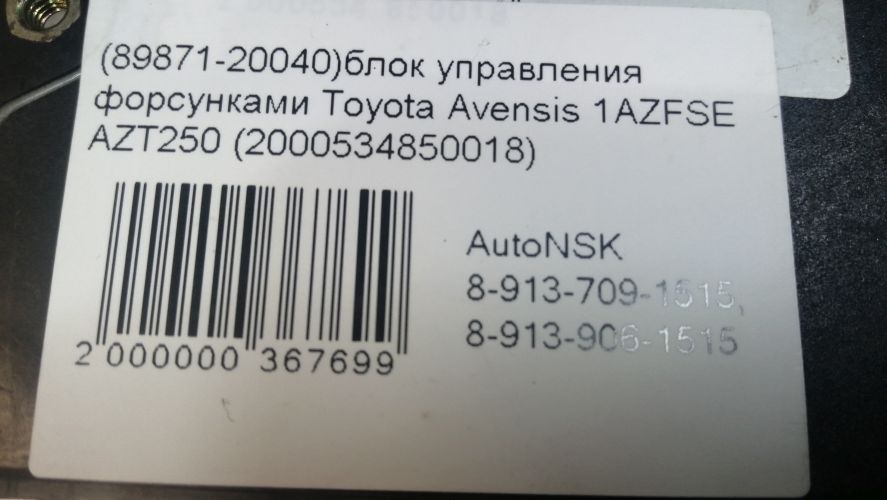 (89871-20040)блок управления
форсунками Toyota Avensis 1AZFSE
AZT250 (2000534850018)
AutoNSK
8-913-709-1515,
8-913-906-1515
2 000000 367699